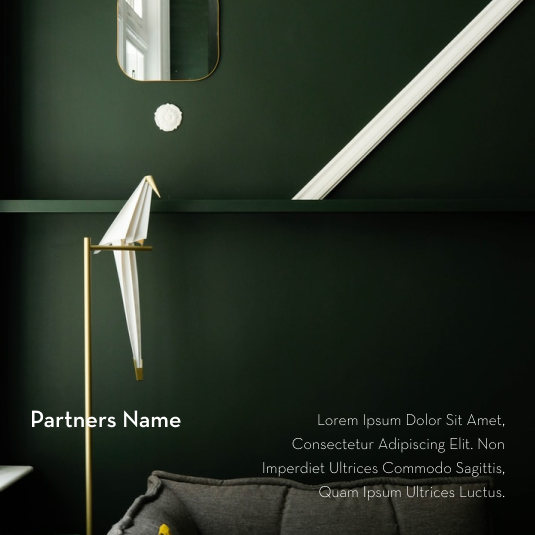 Partners Name
Lorem Ipsum Dolor Sit Amet,
Consectetur Adipiscing Elit. Non
Imperdiet Ultrices Commodo Sagittis,
Quam Ipsum Ultrices Luctus.